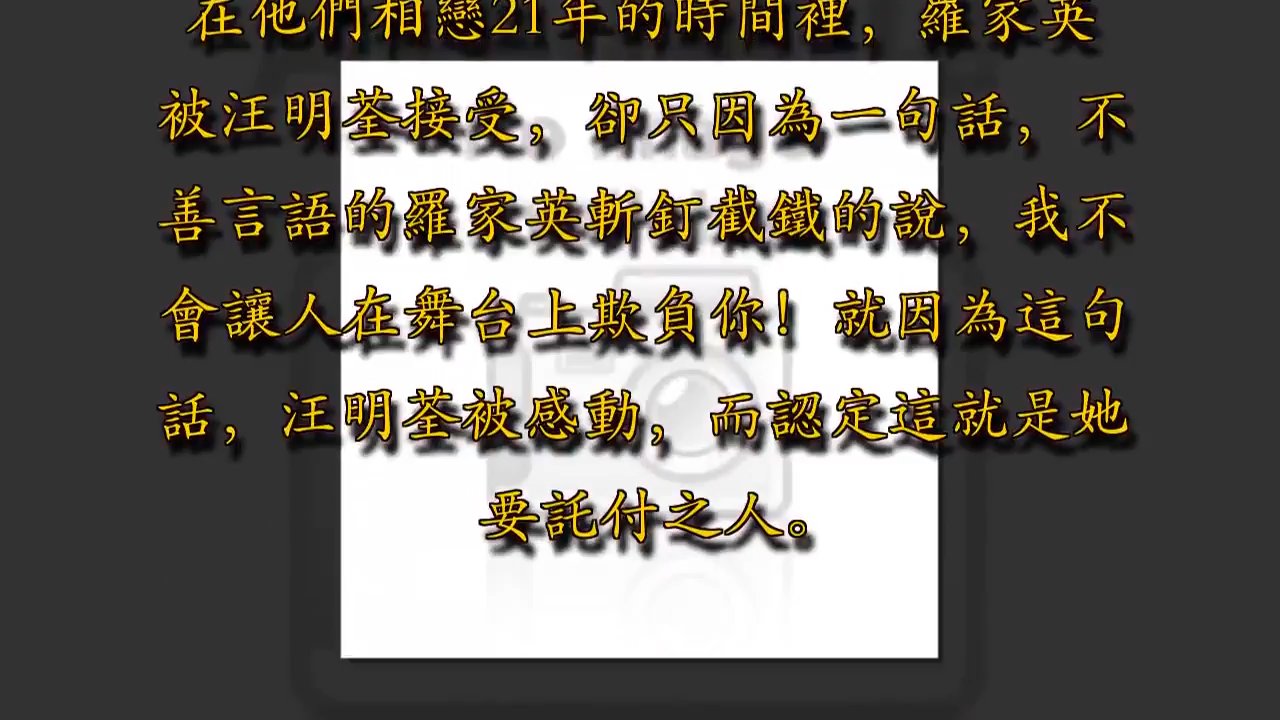 在他們相戀21年的時間裡，羅家英
被汪明荃接受，卻只因為一句話，不
善言語的羅家英斬釘截鐵的說，我不
會讓人在舞台上欺負你！就因為這句
話，汪明荃被感動，而認定這就是她
要託付之人。